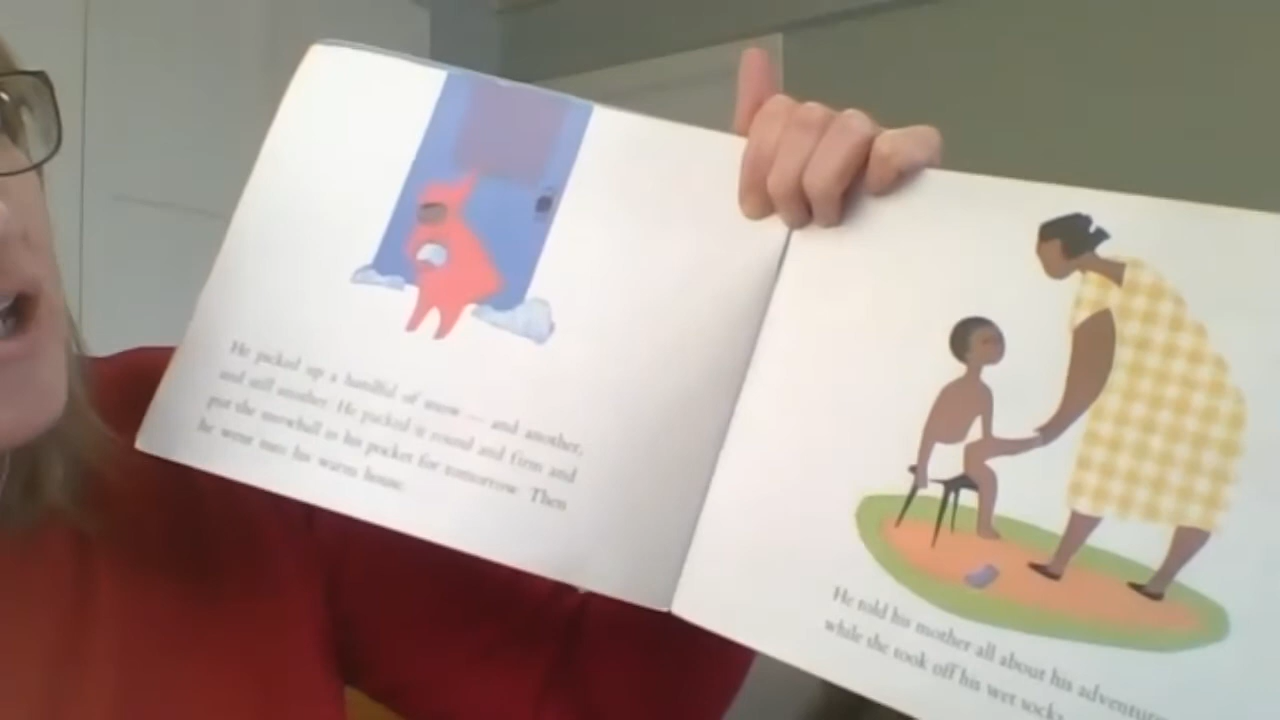 He picked up a handful of snow — and another,
and still another. He packed it round and firm and
put the snowball in his pocket for tomorrow. Then
he went into his warm house.
He told his mother all about his adventures
while she took off his wet socks